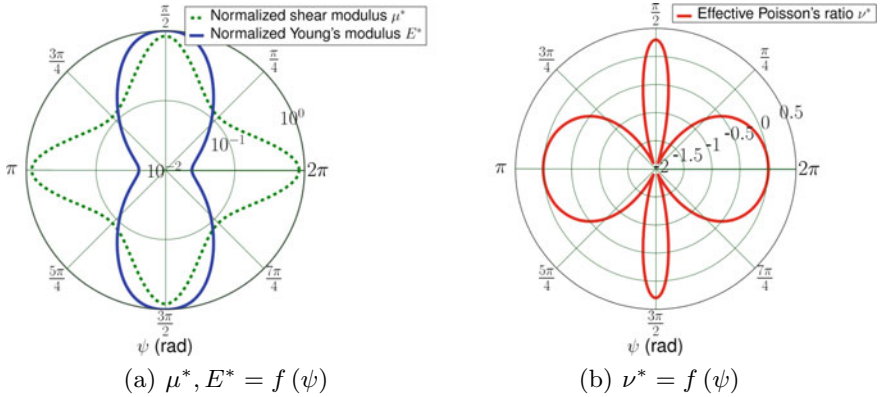 Normalized shear modulus μ*
Normalized Young's modulus E*
π/2
3π/4
π/4
10^0
10^-1
10^-2
π
2π
5π/4
7π/4
3π/2
ψ (rad)
(a) μ*, E* = f (ψ)
Effective Poisson's ratio ν*
π/2
3π/4
π/4
0.5
0
-0.5
-1
-1.5
-2
π
2π
5π/4
7π/4
3π/2
ψ (rad)
(b) ν* = f (ψ)